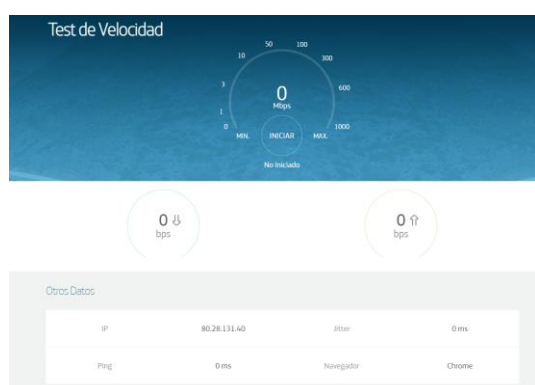 Test de Velocidad
50 100
10 300
3 600
0
Mbps
1
0 1000
MIN. INICIAR MAX.
No Iniciado
0
bps
0
bps
Otros Datos
IP 80.28.131.40 Jitter 0 ms
Ping 0 ms Navegador Chrome